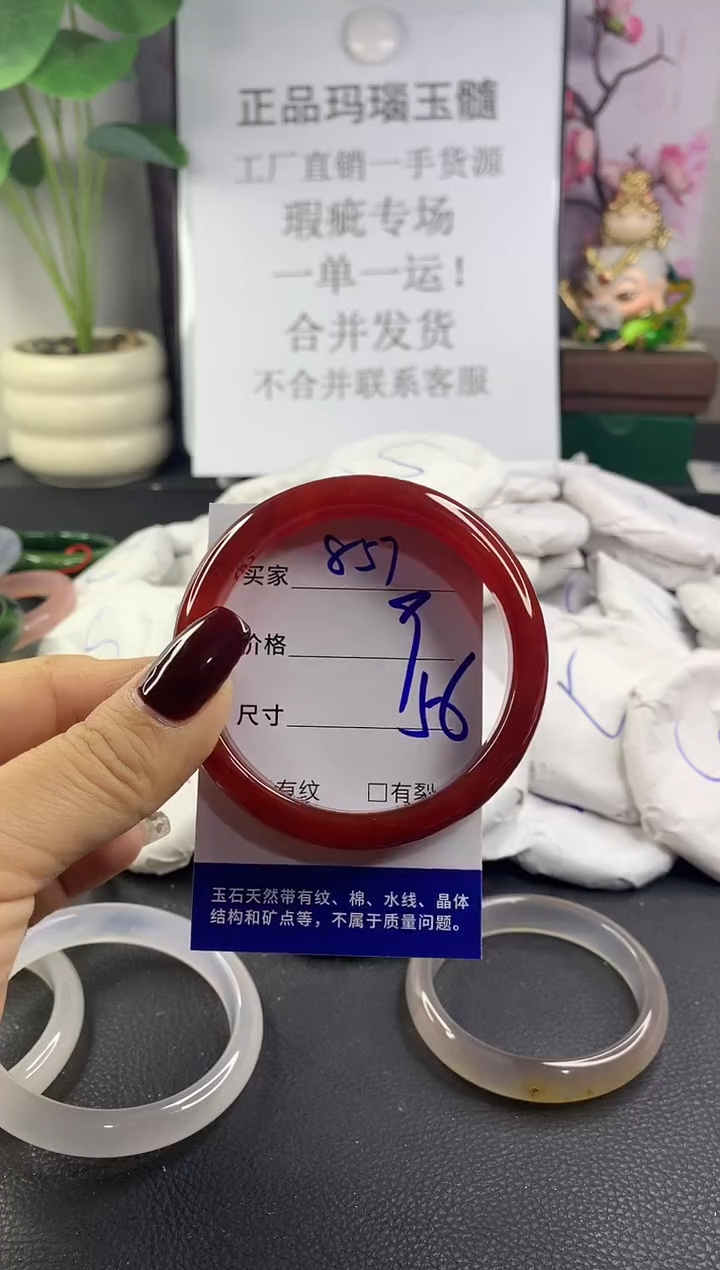 正品玛瑙玉髓
工厂直销一手货源
瑕疵专场
一单一运！
合并发货
不合并联系客服
买家 857
价格
尺寸 56
有纹 □有裂
玉石天然带有纹、棉、水线、晶体
结构和矿点等，不属于质量问题。